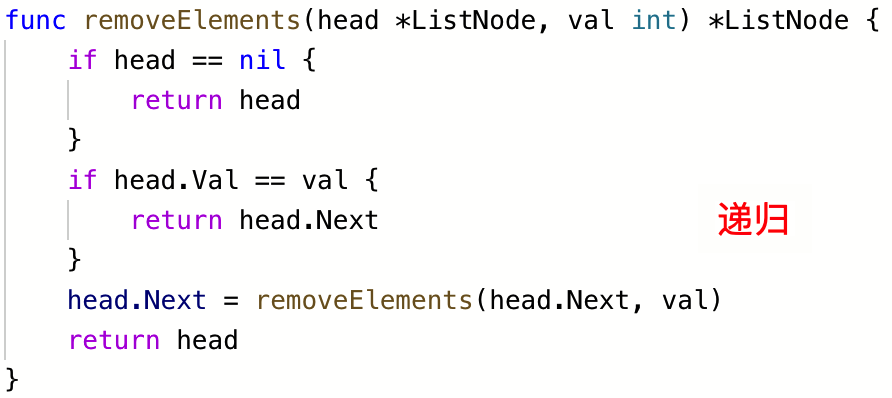 func removeElements(head *ListNode, val int) *ListNode {
    if head == nil {
        return head
    }
    if head.Val == val {
        return head.Next
递归
    }
    head.Next = removeElements(head.Next, val)
    return head
}